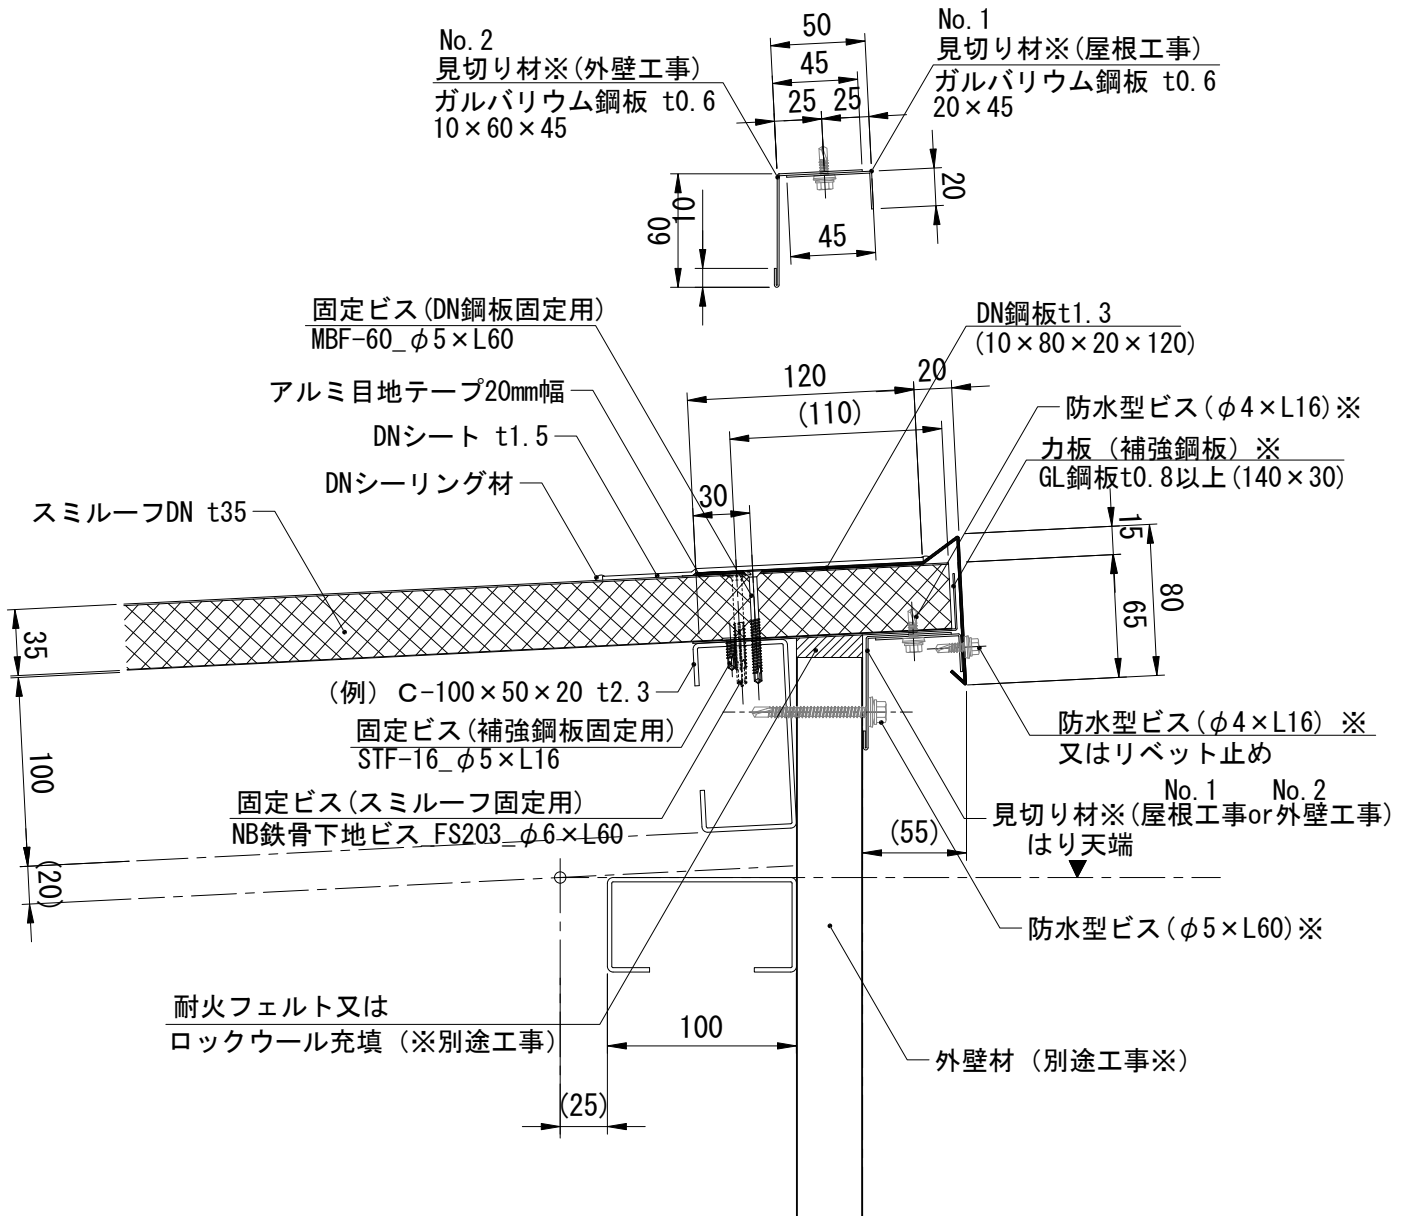 No.2
見切り材※(外壁工事)
ガルバリウム鋼板 t0.6
10×60×45
No.1
見切り材※(屋根工事)
ガルバリウム鋼板 t0.6
20×45
50
45
25
25
20
10
60
45
固定ビス(DN鋼板固定用)
MBF-60_φ5×L60
アルミ目地テープ20mm幅
DNシート t1.5
DNシーリング材
スミルーフDN t35
DN鋼板t1.3
(10×80×20×120)
120
20
(110)
30
防水型ビス(φ4×L16)※
力板（補強鋼板）※
GL鋼板t0.8以上(140×30)
15
80
65
35
100
(20)
（例）C-100×50×20 t2.3
固定ビス(補強鋼板固定用)
STF-16_φ5×L16
固定ビス(スミルーフ固定用)
NB鉄骨下地ビス FS203_φ6×L60
防水型ビス(φ4×L16) ※
又はリベット止め
No.1 No.2
見切り材※(屋根工事or外壁工事)
はり天端
(55)
防水型ビス(φ5×L60)※
耐火フェルト又は
ロックウール充填（※別途工事）
100
外壁材（別途工事※）
(25)